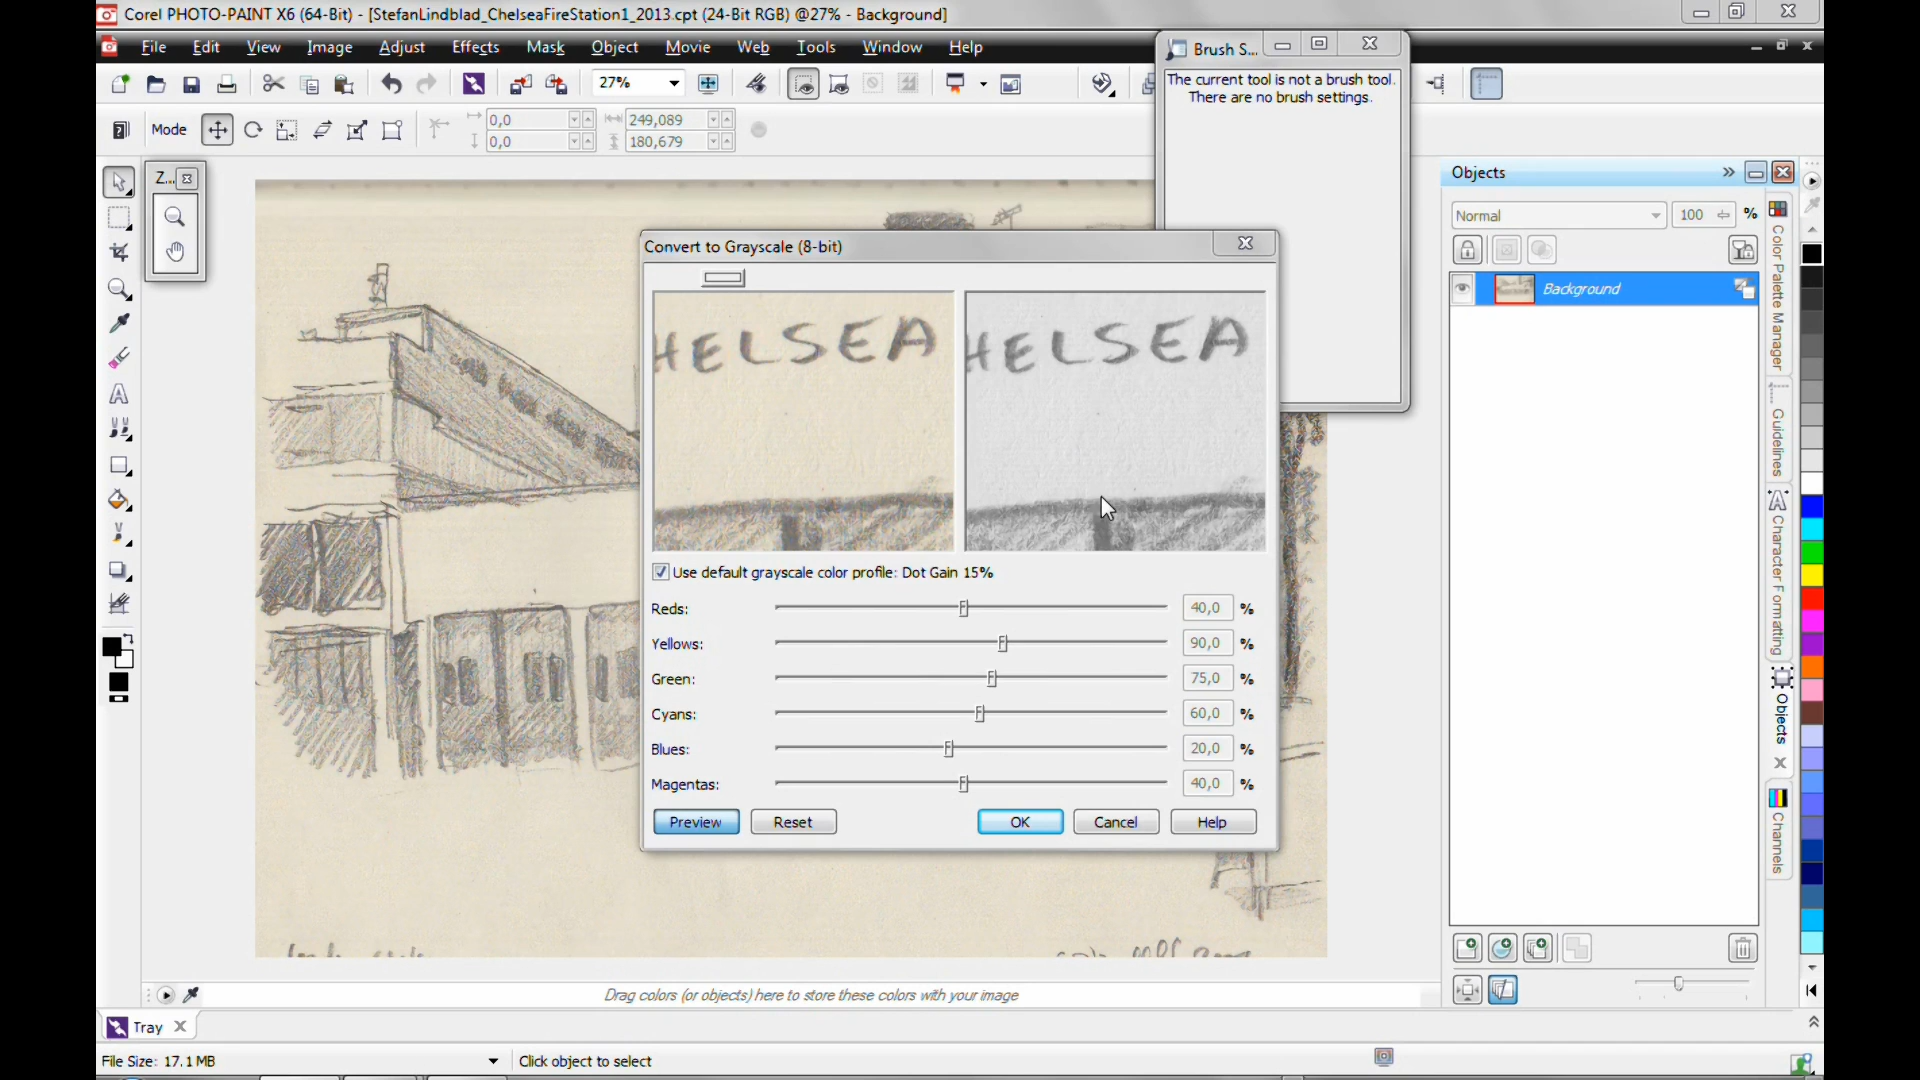 Corel PHOTO-PAINT X6 (64-Bit) - [StefanLindblad_ChelseaFireStation1_2013.cpt (24-Bit RGB) @27% - Background]
File Edit View Image Adjust Effects Mask Object Movie Web Tools Window Help
Brush S...
The current tool is not a brush tool.
There are no brush settings.
27%
Mode
0,0
249,089
0,0
180,679
Z...
Objects
Normal
100 %
Background
Convert to Grayscale (8-bit)
HELSEA
HELSEA
Use default grayscale color profile: Dot Gain 15%
Reds: 40,0 %
Yellows: 90,0 %
Green: 75,0 %
Cyans: 60,0 %
Blues: 20,0 %
Magentas: 40,0 %
Preview Reset OK Cancel Help
Color Palette Manager
Guidelines
Character Formatting
Objects
Channels
Drag colors (or objects) here to store these colors with your image
Tray
File Size: 17.1 MB
Click object to select